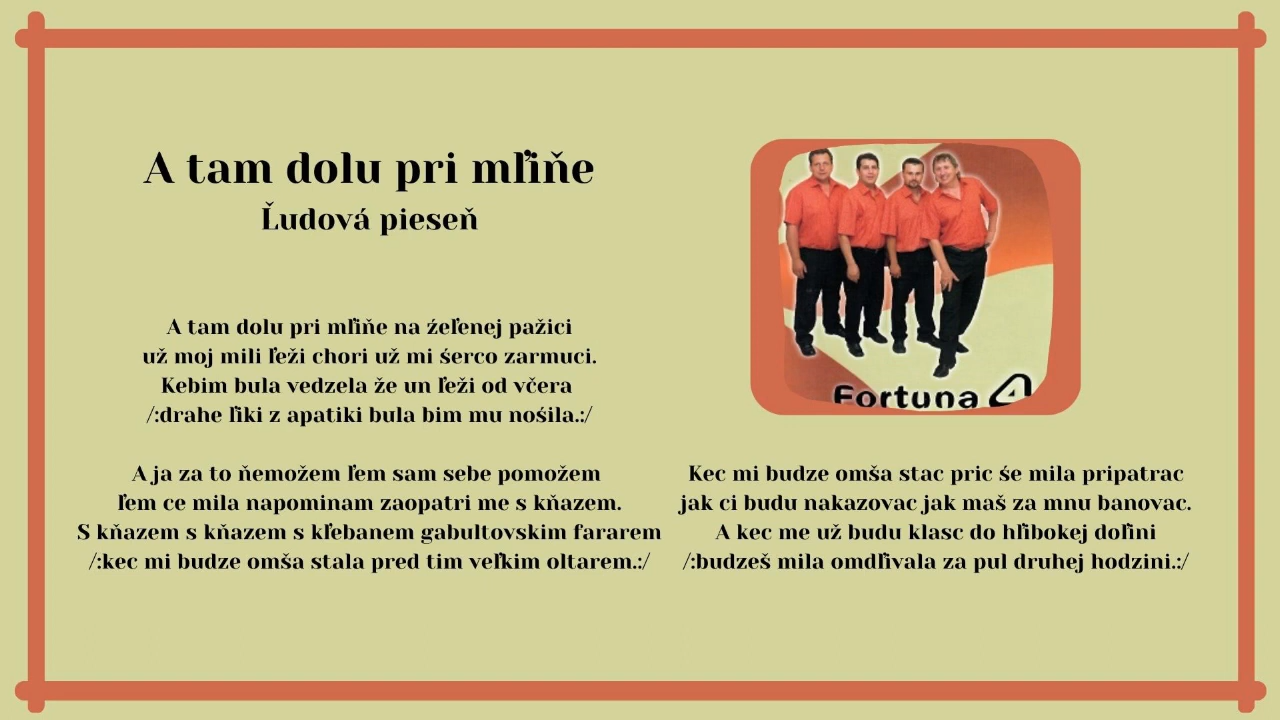 A tam dolu pri mľiňe
Ľudová pieseň
Fortuna 4
A tam dolu pri mľiňe na źeľenej pažici
už moj mili ľeži chori už mi śerco zarmuci.
Kebim bula vedzela že un ľeži od včera
/:drahe ľiki z apatiki bula bim mu nośila.:/
A ja za to ňemožem ľem sam sebe pomožem
ľem ce mila napominam zaopatri me s kňazem.
S kňazem s kňazem s kľebanem gabultovskim fararem
/:kec mi budze omša stala pred tim veľkim oltarem.:/
Kec mi budze omša stac pric śe mila pripatrac
jak ci budu nakazovac jak maš za mnu banovac.
A kec me už budu klasc do hľibokej doľini
/:budzeš mila omdľivala za pul druhej hodzini.:/